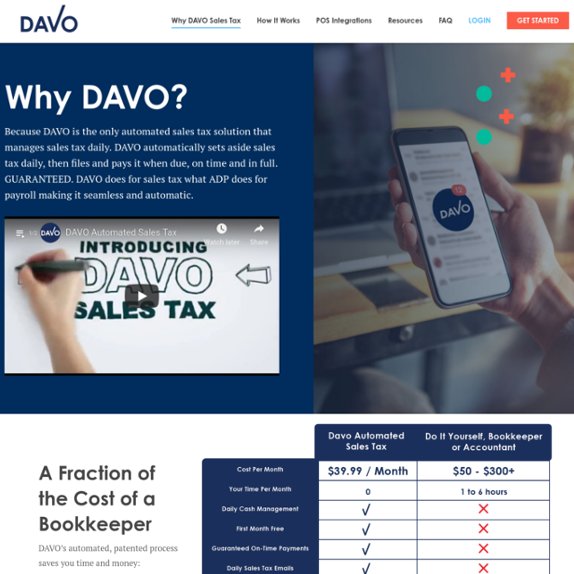 DAVO
Why DAVO Sales Tax
How It Works
POS Integrations
Resources
FAQ
LOGIN
GET STARTED
Why DAVO?
Because DAVO is the only automated sales tax solution that
manages sales tax daily. DAVO automatically sets aside
sales tax daily, then files and pays it when due, on time and in full.
GUARANTEED. DAVO does for sales tax what ADP does for
payroll making it seamless and automatic.
1/3
DAVO
DAVO Automated Sales Tax
Watch later
Share
INTRODUCING
DAVO
SALES TAX
12
DAVO
A Fraction of
the Cost of a
Bookkeeper
DAVO's automated, patented process
saves you time and money:
Davo Automated
Sales Tax
Do It Yourself, Bookkeeper
or Accountant
Cost Per Month
$39.99 / Month
$50 - $300+
Your Time Per Month
0
1 to 6 hours
Daily Cash Management
First Month Free
Guaranteed On-Time Payments
Daily Sales Tax Emails